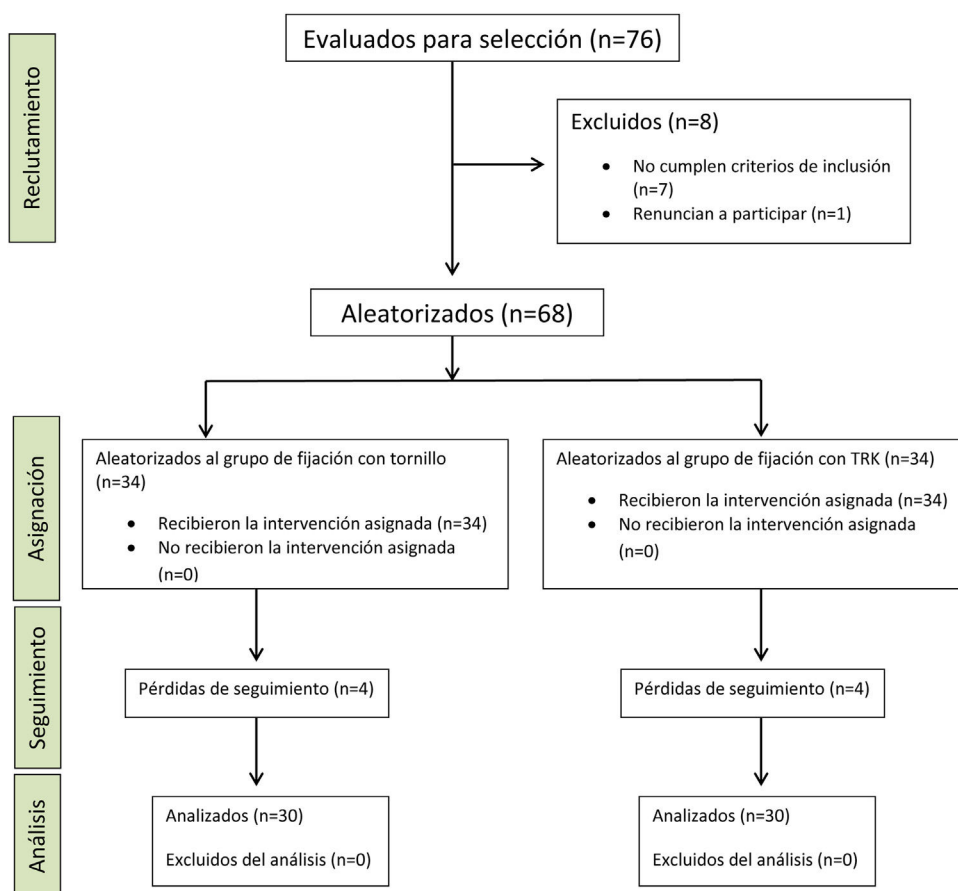 Reclutamiento
Evaluados para selección (n=76)
Excluidos (n=8)
• No cumplen criterios de inclusión
(n=7)
• Renuncian a participar (n=1)
Aleatorizados (n=68)
Asignación
Aleatorizados al grupo de fijación con tornillo
(n=34)
• Recibieron la intervención asignada (n=34)
• No recibieron la intervención asignada
(n=0)
Aleatorizados al grupo de fijación con TRK (n=34)
• Recibieron la intervención asignada (n=34)
• No recibieron la intervención asignada
(n=0)
Seguimiento
Pérdidas de seguimiento (n=4)
Pérdidas de seguimiento (n=4)
Análisis
Analizados (n=30)
Excluidos del análisis (n=0)
Analizados (n=30)
Excluidos del análisis (n=0)